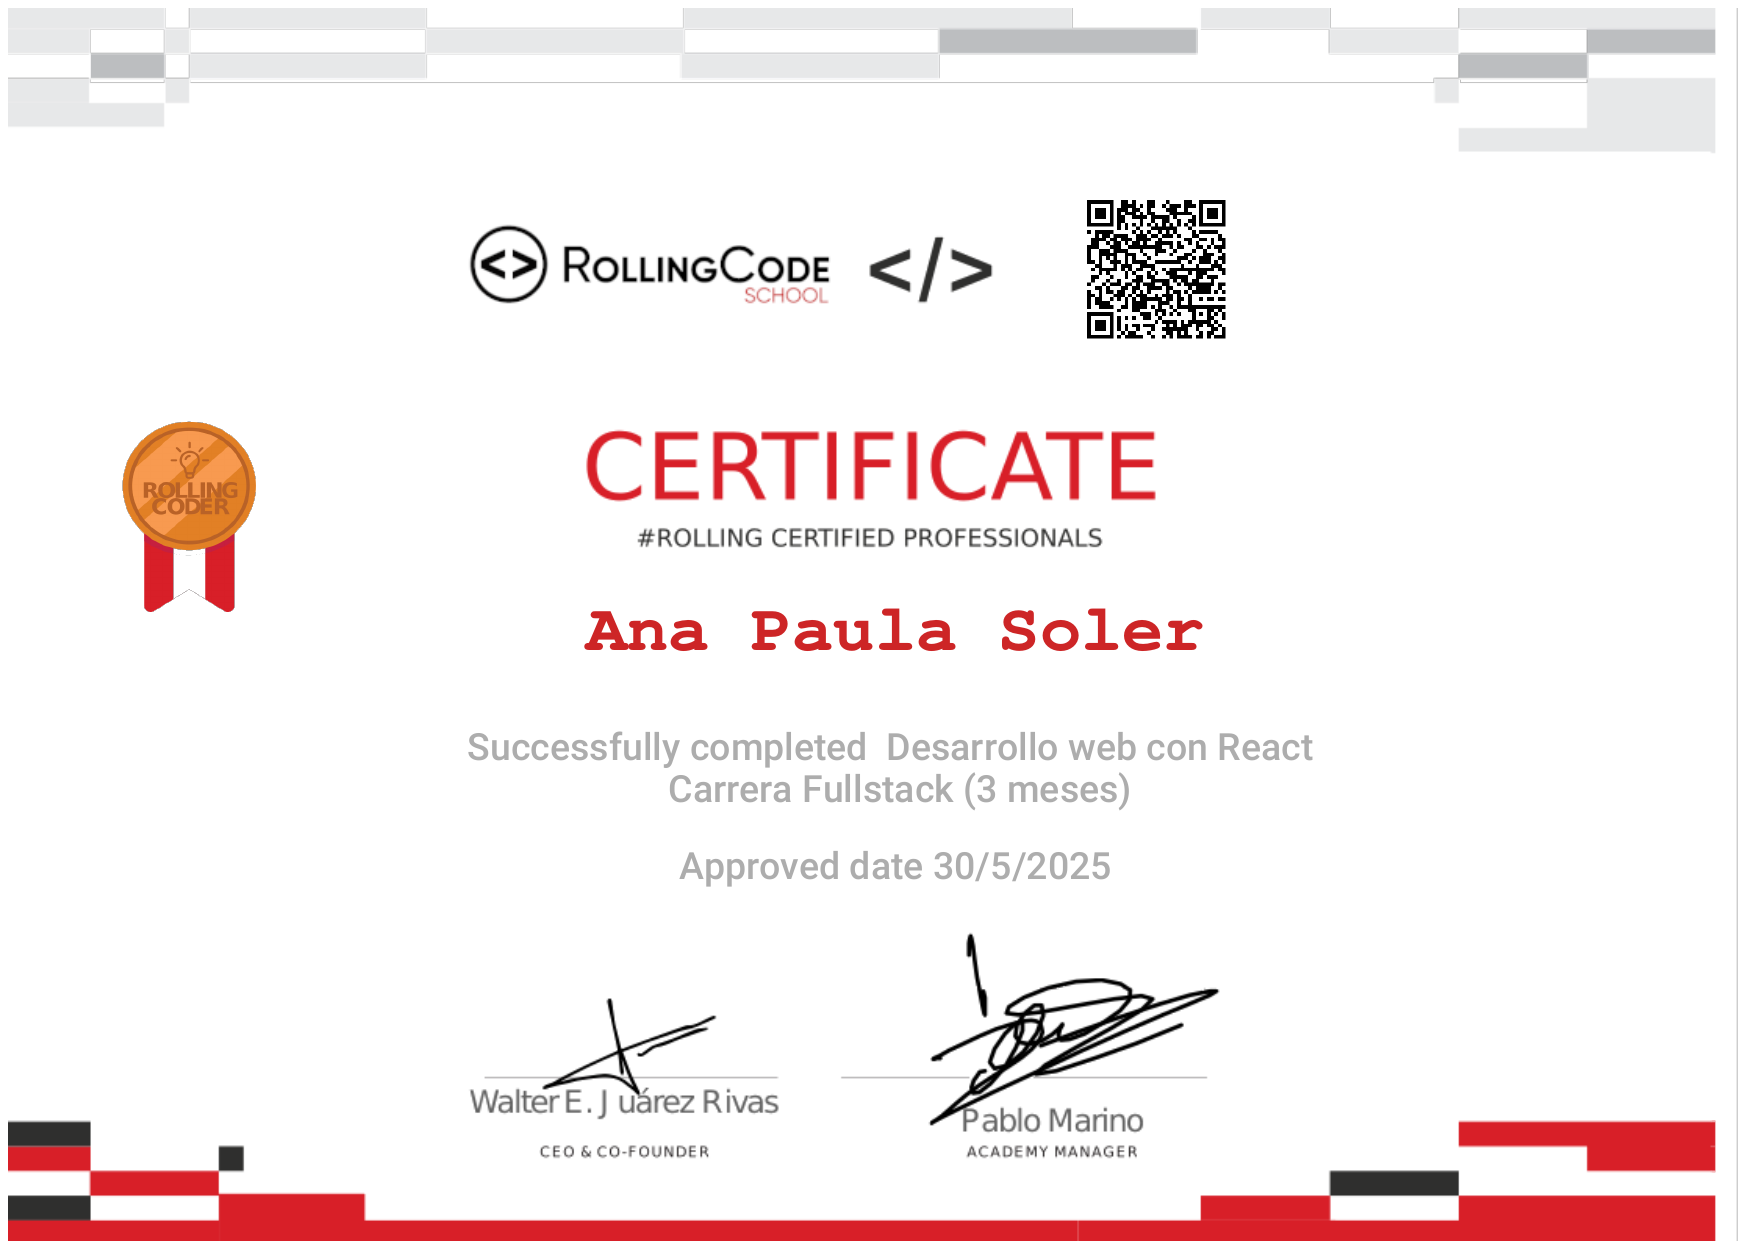 <> ROLLINGCODE </>
SCHOOL
ROLLING
CODER
CERTIFICATE
#ROLLING CERTIFIED PROFESSIONALS
Ana Paula Soler
Successfully completed Desarrollo web con React
Carrera Fullstack (3 meses)
Approved date 30/5/2025
Walter E. Juárez Rivas
CEO & CO-FOUNDER
Pablo Marino
ACADEMY MANAGER